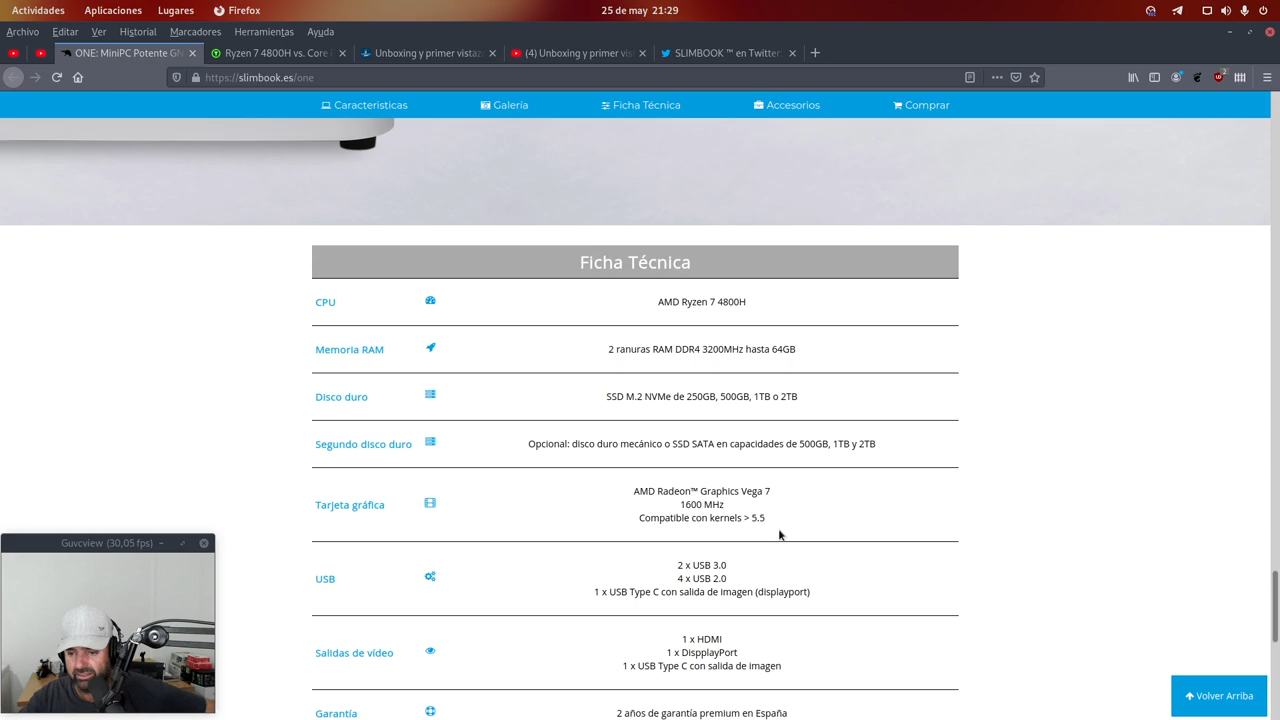 Actividades Aplicaciones Lugares Firefox 25 de may 21:29
Archivo Editar Ver Historial Marcadores Herramientas Ayuda
ONE: MiniPC Potente GN Ryzen 7 4800H vs. Core Unboxing y primer vistaz (4) Unboxing y primer vis SLIMBOOK ™ en Twitter:
https://slimbook.es/one 2
Caracteristicas Galería Ficha Técnica Accesorios Comprar
Ficha Técnica
CPU AMD Ryzen 7 4800H
Memoria RAM 2 ranuras RAM DDR4 3200MHz hasta 64GB
Disco duro SSD M.2 NVMe de 250GB, 500GB, 1TB o 2TB
Segundo disco duro Opcional: disco duro mecánico o SSD SATA en capacidades de 500GB, 1TB y 2TB
AMD Radeon™ Graphics Vega 7
Tarjeta gráfica 1600 MHz
Compatible con kernels > 5.5
Guvcview (30,05 fps)
2 x USB 3.0
USB 4 x USB 2.0
1 x USB Type C con salida de imagen (displayport)
1 x HDMI
Salidas de vídeo 1 x DispplayPort
1 x USB Type C con salida de imagen
Volver Arriba
Garantía 2 años de garantía premium en España